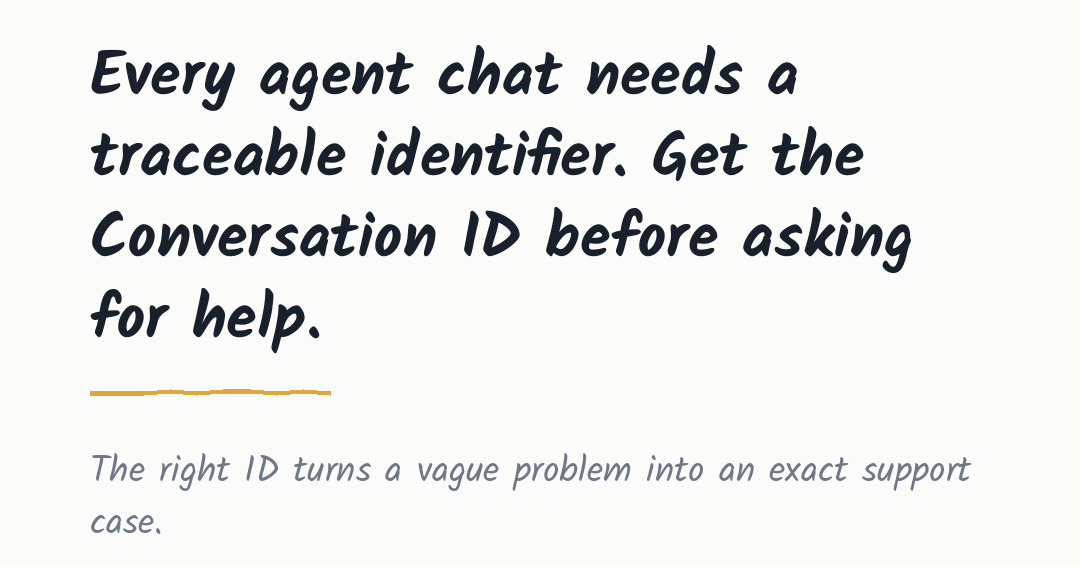 Every agent chat needs a
traceable identifier. Get the
Conversation ID before asking
for help.
The right ID turns a vague problem into an exact support
case.